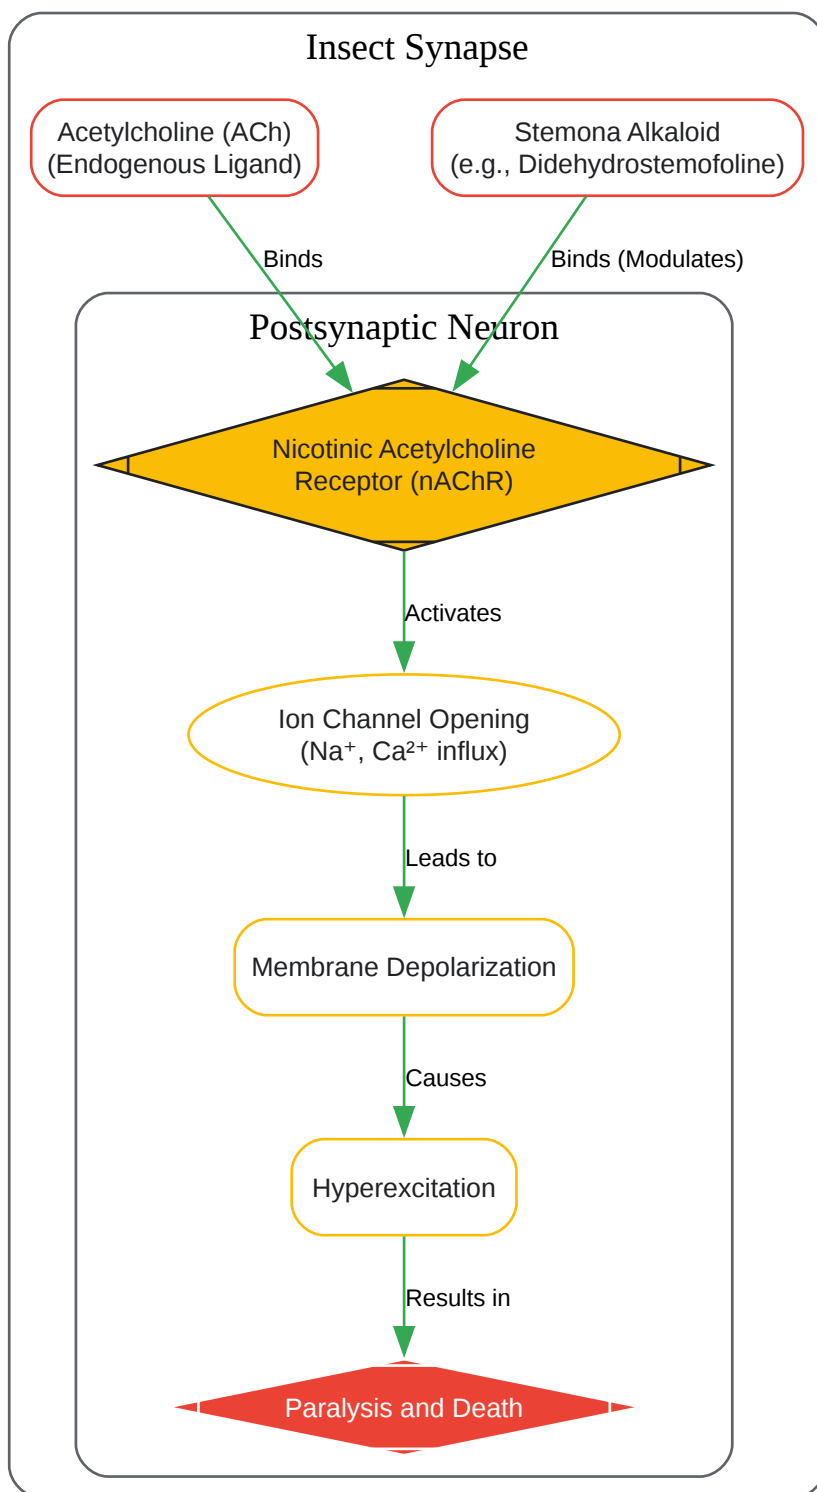 Insect Synapse
Acetylcholine (ACh)
(Endogenous Ligand)
Stemona Alkaloid
(e.g., Didehydrostemofoline)
Binds
Binds (Modulates)
Postsynaptic Neuron
Nicotinic Acetylcholine
Receptor (nAChR)
Activates
Ion Channel Opening
(Na⁺, Ca²⁺ influx)
Leads to
Membrane Depolarization
Causes
Hyperexcitation
Results in
Paralysis and Death